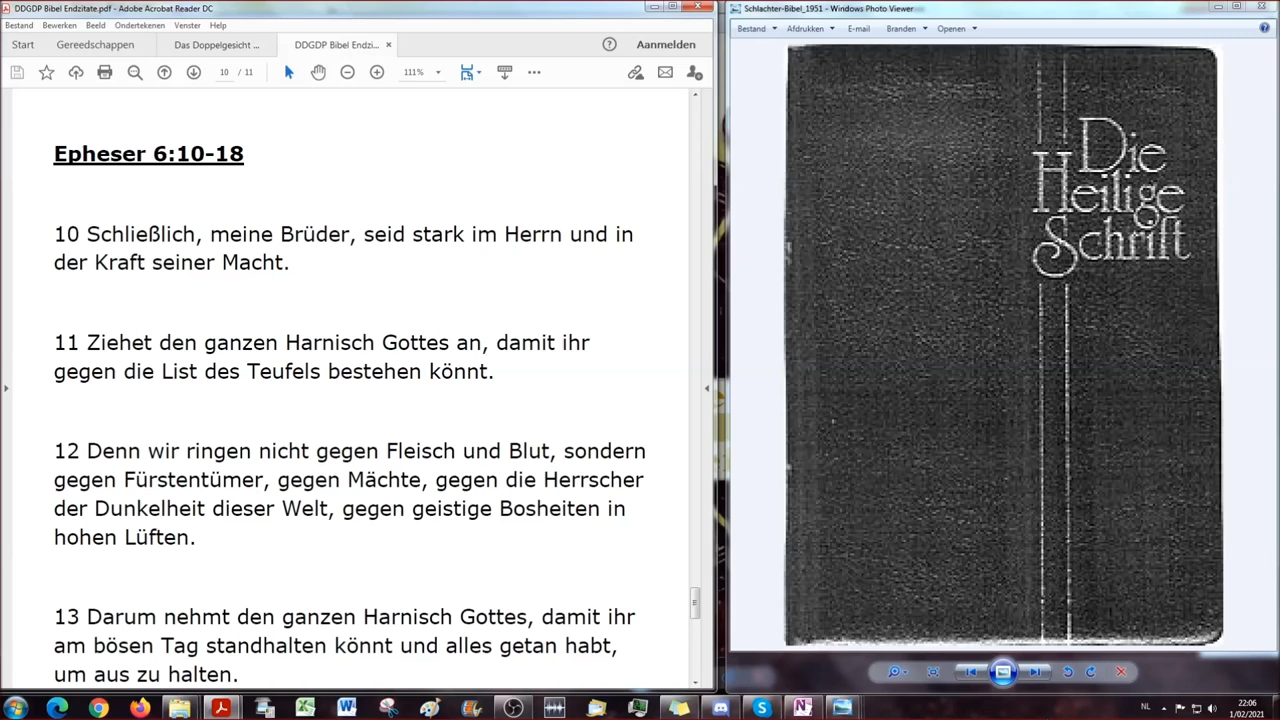 DDGDP Bibel Endzitate.pdf - Adobe Acrobat Reader DC
Bestand Bewerken Beeld Ondertekenen Venster Help
Start Gereedschappen Das Doppelgesicht ... DDGDP Bibel Endzi... × Aanmelden
10 / 11 111%
Epheser 6:10-18
10 Schließlich, meine Brüder, seid stark im Herrn und in
der Kraft seiner Macht.
11 Ziehet den ganzen Harnisch Gottes an, damit ihr
gegen die List des Teufels bestehen könnt.
12 Denn wir ringen nicht gegen Fleisch und Blut, sondern
gegen Fürstentümer, gegen Mächte, gegen die Herrscher
der Dunkelheit dieser Welt, gegen geistige Bosheiten in
hohen Lüften.
13 Darum nehmt den ganzen Harnisch Gottes, damit ihr
am bösen Tag standhalten könnt und alles getan habt,
um aus zu halten.
Schlachter-Bibel_1951 - Windows Photo Viewer
Bestand Afdrukken E-mail Branden Openen
Die
Heilige
Schrift
NL 22:06
1/02/2021